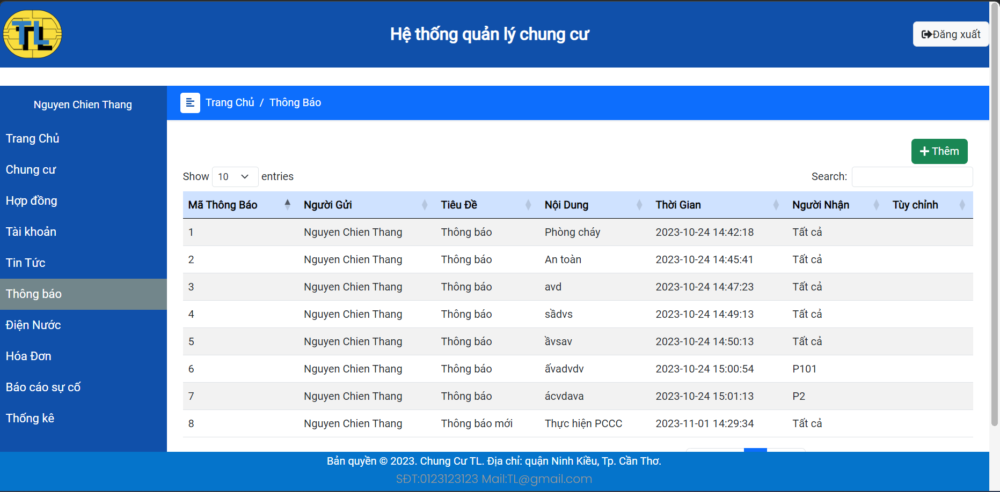 TL
Hệ thống quản lý chung cư
Đăng xuất
Nguyen Chien Thang
Trang Chủ
Chung cư
Hợp đồng
Tài khoản
Tin Tức
Thông báo
Điện Nước
Hóa Đơn
Báo cáo sự cố
Thống kê
Trang Chủ / Thông Báo
+ Thêm
Show 10 entries
Search:
Mã Thông Báo Người Gửi Tiêu Đề Nội Dung Thời Gian Người Nhận Tùy chỉnh
1 Nguyen Chien Thang Thông báo Phòng cháy 2023-10-24 14:42:18 Tất cả
2 Nguyen Chien Thang Thông báo An toàn 2023-10-24 14:45:41 Tất cả
3 Nguyen Chien Thang Thông báo avd 2023-10-24 14:47:23 Tất cả
4 Nguyen Chien Thang Thông báo sầdvs 2023-10-24 14:49:13 Tất cả
5 Nguyen Chien Thang Thông báo ầvsav 2023-10-24 14:50:13 Tất cả
6 Nguyen Chien Thang Thông báo ấvadvdv 2023-10-24 15:00:54 P101
7 Nguyen Chien Thang Thông báo ácvdava 2023-10-24 15:01:13 P2
8 Nguyen Chien Thang Thông báo mới Thực hiện PCCC 2023-11-01 14:29:34 Tất cả
Bản quyền © 2023. Chung Cư TL. Địa chỉ: quận Ninh Kiều, Tp. Cần Thơ.
SĐT:0123123123 Mail:TL@gmail.com